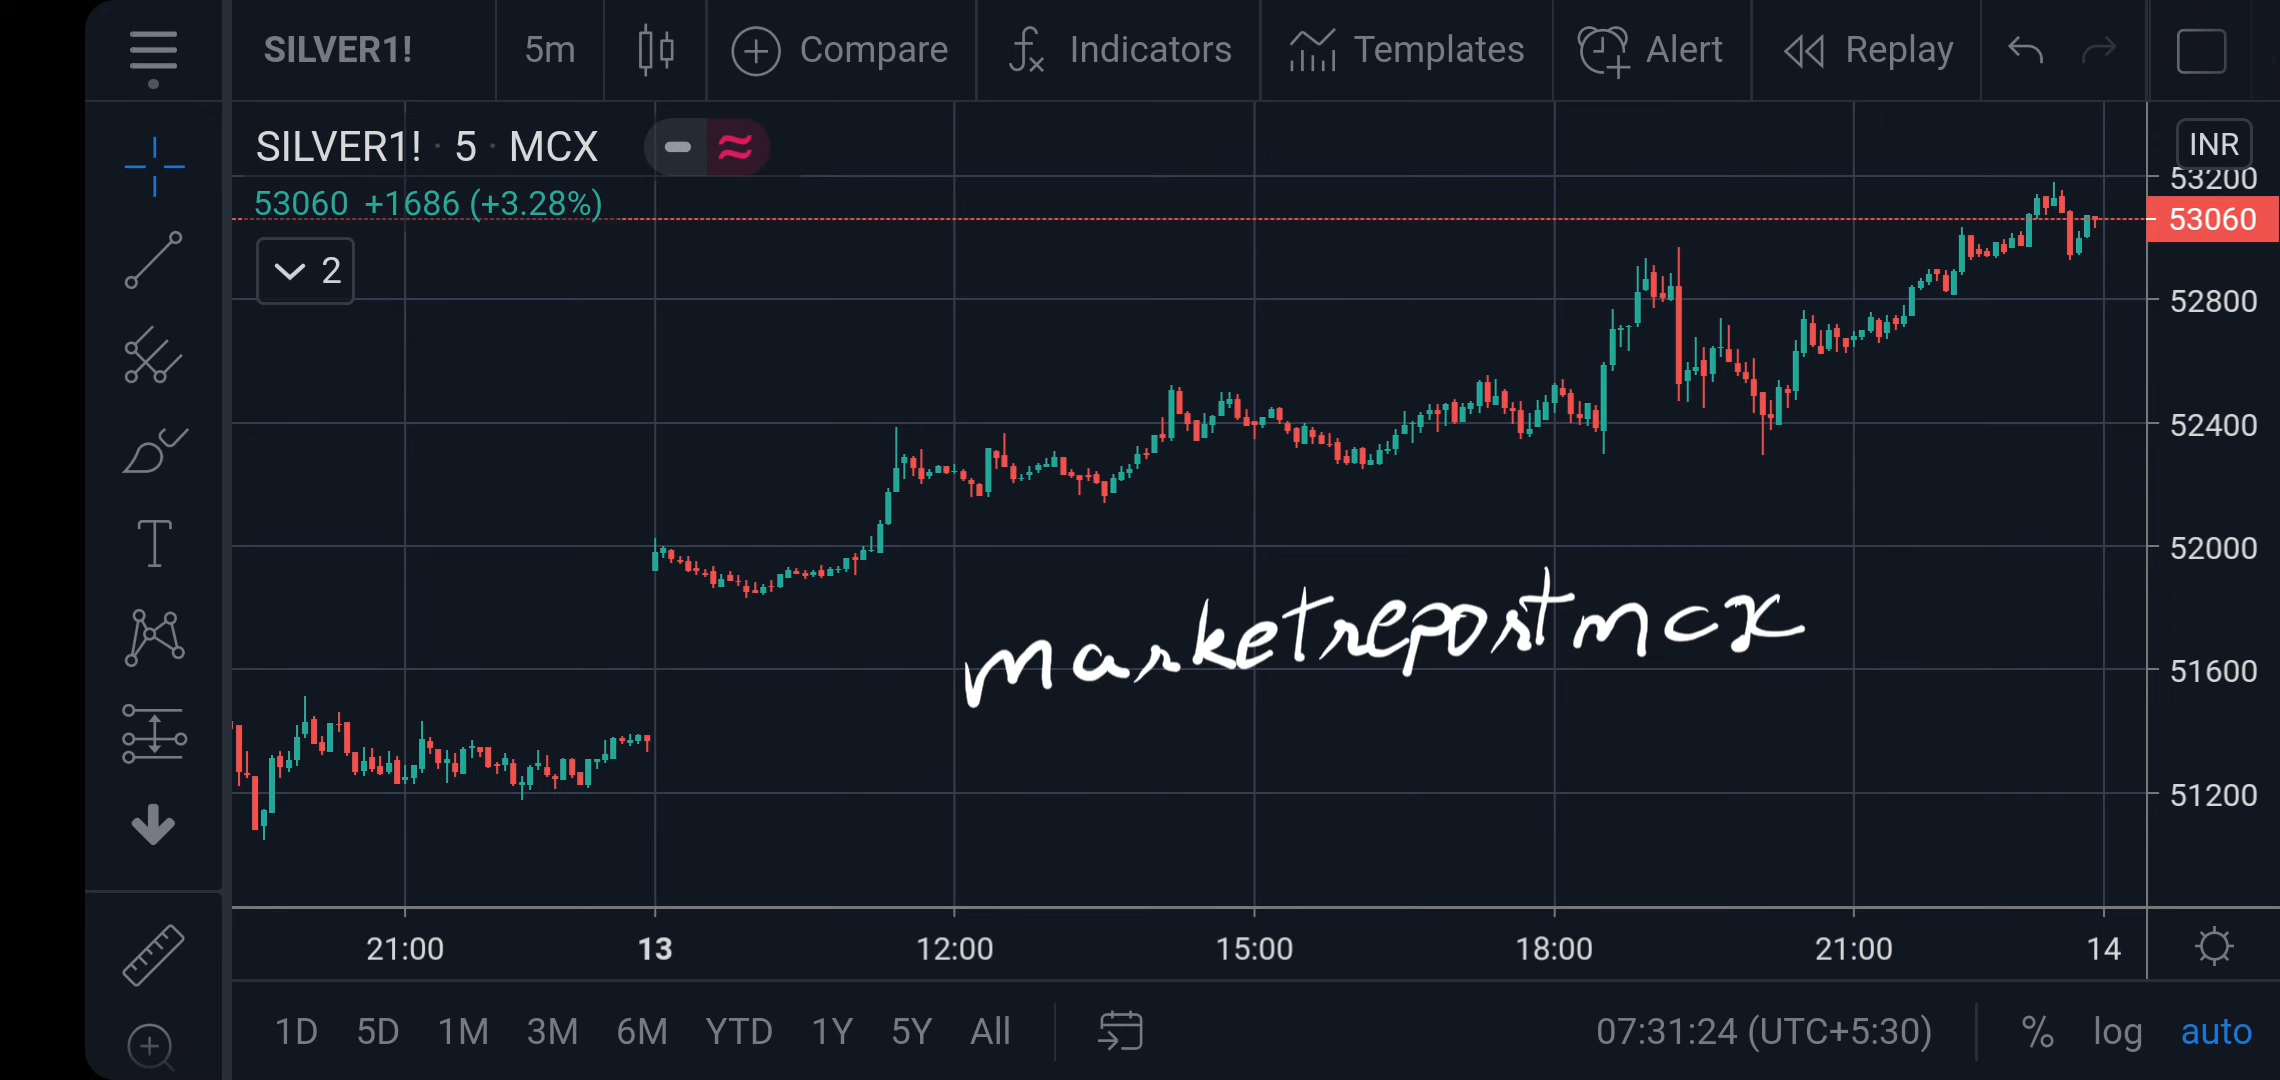 SILVER1! 5m Compare Indicators Templates Alert Replay
SILVER1! · 5 · MCX
INR
53060 +1686 (+3.28%)
2
53200
53060
52800
52400
52000
51600
51200
marketrepostmcx
21:00 13 12:00 15:00 18:00 21:00 14
1D 5D 1M 3M 6M YTD 1Y 5Y All 07:31:24 (UTC+5:30) % log auto